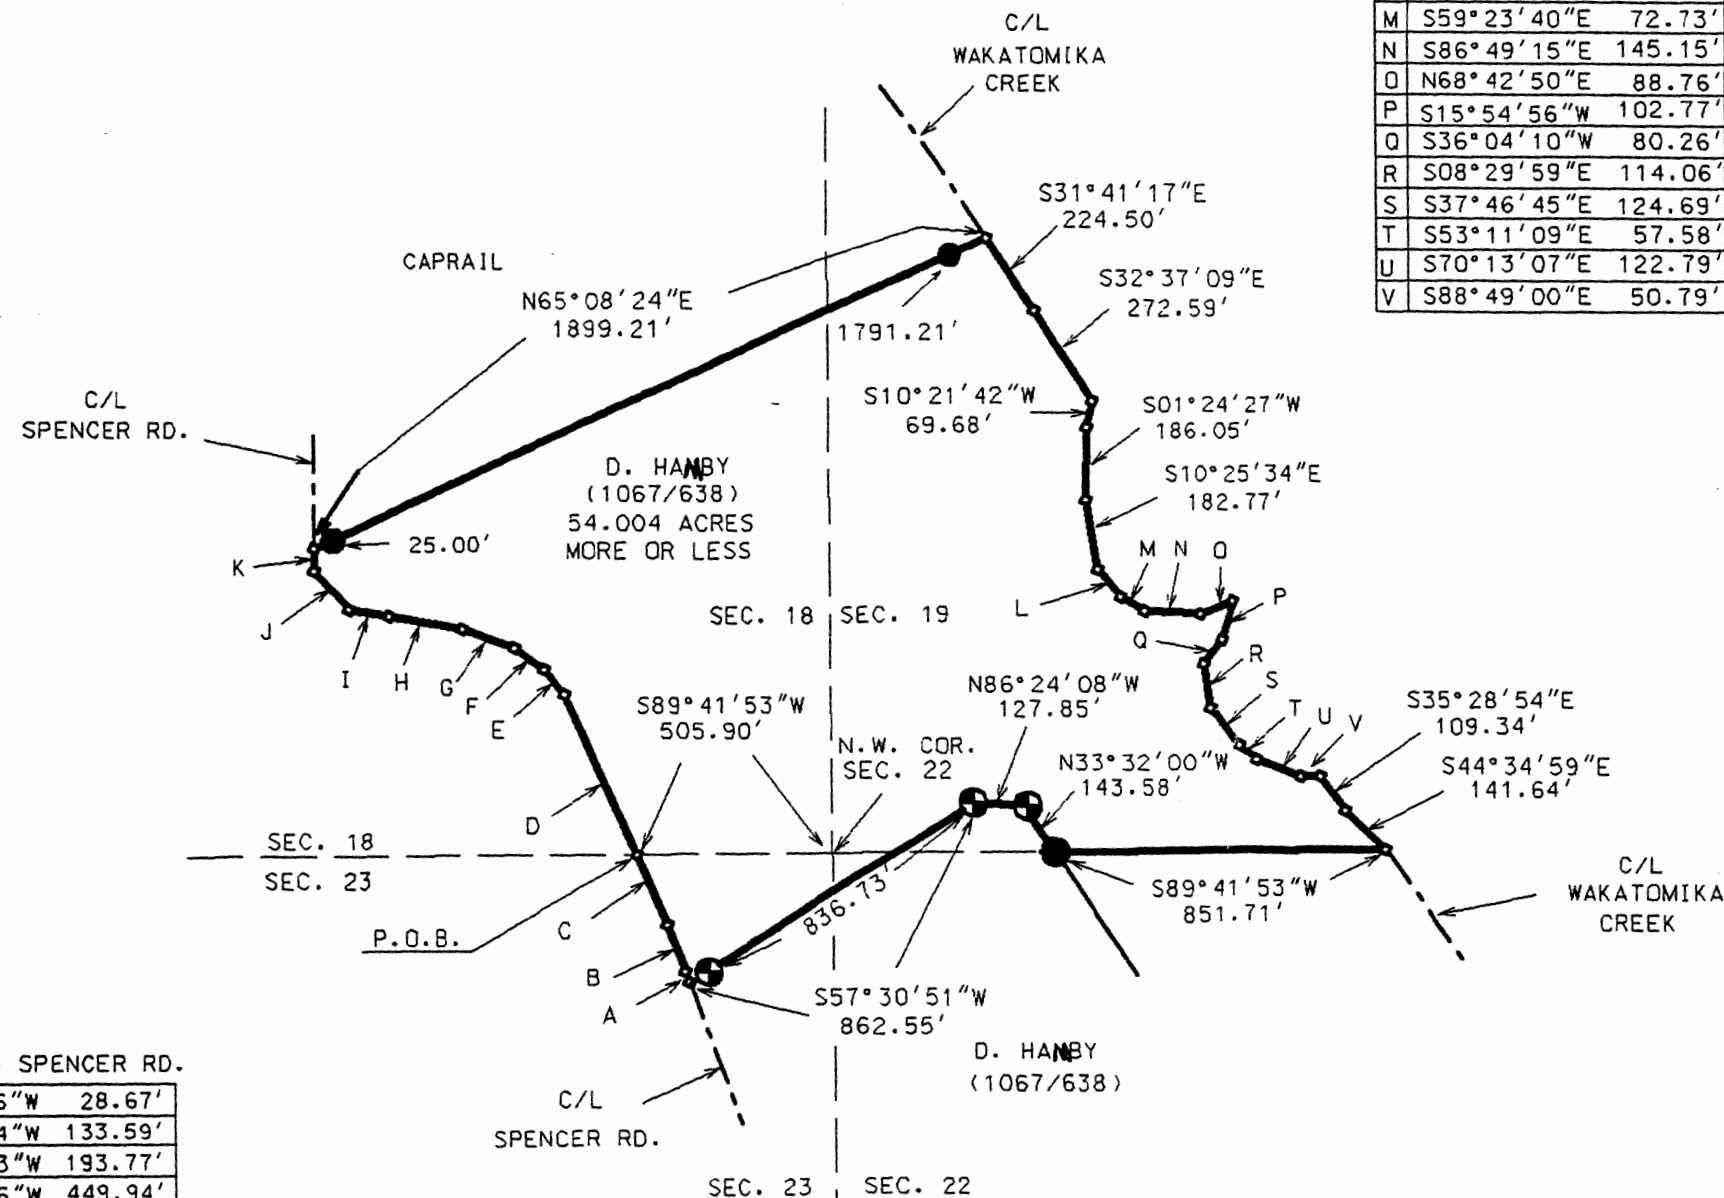 C/L
WAKATOMIKA
CREEK
M S59°23'40"E 72.73'
N S86°49'15"E 145.15'
O N68°42'50"E 88.76'
P S15°54'56"W 102.77'
Q S36°04'10"W 80.26'
R S08°29'59"E 114.06'
S S37°46'45"E 124.69'
T S53°11'09"E 57.58'
U S70°13'07"E 122.79'
V S88°49'00"E 50.79'
S31°41'17"E
224.50'
CAPRAIL
N65°08'24"E
1899.21'
1791.21'
S32°37'09"E
272.59'
C/L
SPENCER RD.
S10°21'42"W
69.68'
S01°24'27"W
186.05'
D. HANBY
(1067/638)
54.004 ACRES
MORE OR LESS
S10°25'34"E
182.77'
25.00'
K
J
I
H
G
F
E
L
M N O
P
Q
R
S
T U V
SEC. 18
SEC. 19
S89°41'53"W
505.90'
N86°24'08"W
127.85'
N.W. COR.
SEC. 22
N33°32'00"W
143.58'
S35°28'54"E
109.34'
S44°34'59"E
141.64'
D
SEC. 18
SEC. 23
C
P.O.B.
B
A
836.73'
S89°41'53"W
851.71'
C/L
WAKATOMIKA
CREEK
S57°30'51"W
862.55'
D. HANBY
(1067/638)
C/L
SPENCER RD.
SPENCER RD.
6"W 28.67'
4"W 133.59'
3"W 193.77'
6"W 449.94'
SEC. 23
SEC. 22